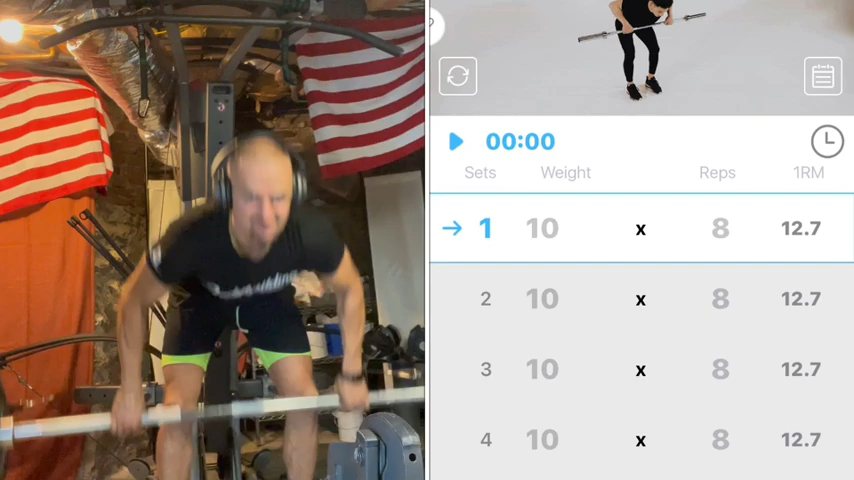 00:00
Sets Weight Reps 1RM
→ 1 10 x 8 12.7
2 10 x 8 12.7
3 10 x 8 12.7
4 10 x 8 12.7